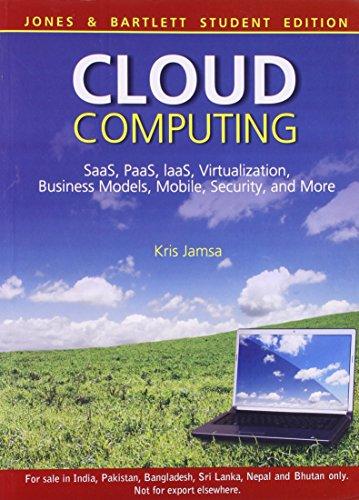 JONES & BARTLETT STUDENT EDITION
CLOUD
COMPUTING
SaaS, PaaS, IaaS, Virtualization,
Business Models, Mobile, Security, and More
Kris Jamsa
For sale in India, Pakistan, Bangladesh, Sri Lanka, Nepal and Bhutan only.
Not for export elsewhere.